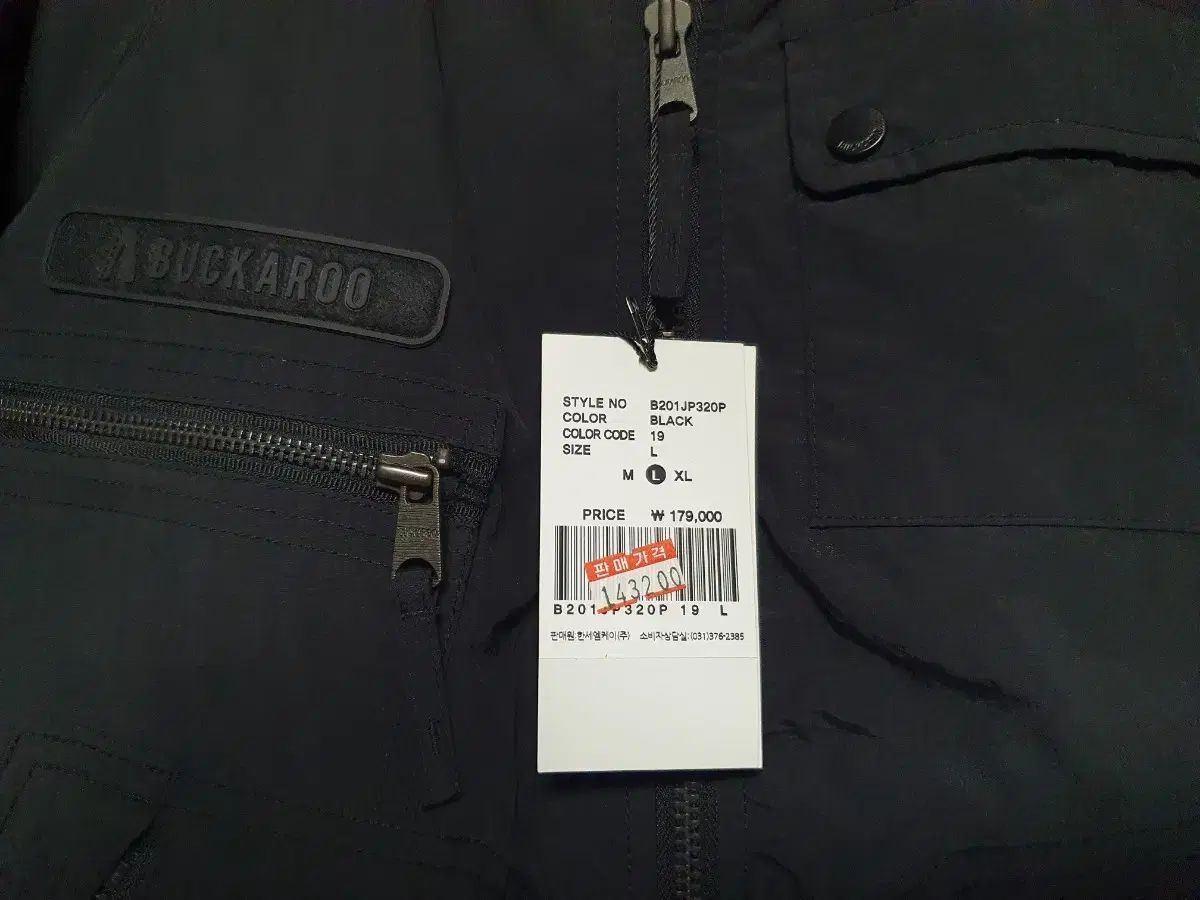 BUCKAROO
STYLE NO B201JP320P
COLOR BLACK
COLOR CODE 19
SIZE L
M L XL
PRICE ₩ 179,000
판매가격
143200
B201JP320P 19 L
판매원:한서엠케이(주) 소비자상담실:(031)376-2385